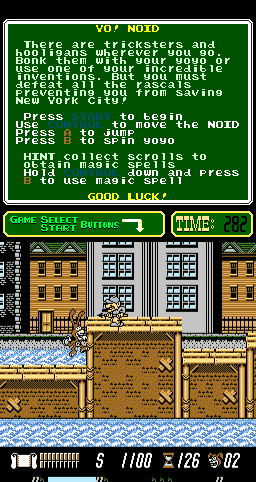 YO! NOID
There are tricksters and
hooligans wherever you go.
Bonk them with your yoyo or
use one of your incredible
inventions. But you must
defeat all the rascals
preventing you from saving
New York City!
Press START to begin
Use CONTROL to move the NOID
Press A to jump
Press B to spin yoyo
HINT collect scrolls to
obtain magic spells
Hold CONTROL down and press
B to use magic spell
GOOD LUCK!
GAME SELECT
START BUTTONS
TIME: 282
S 1100 126 02